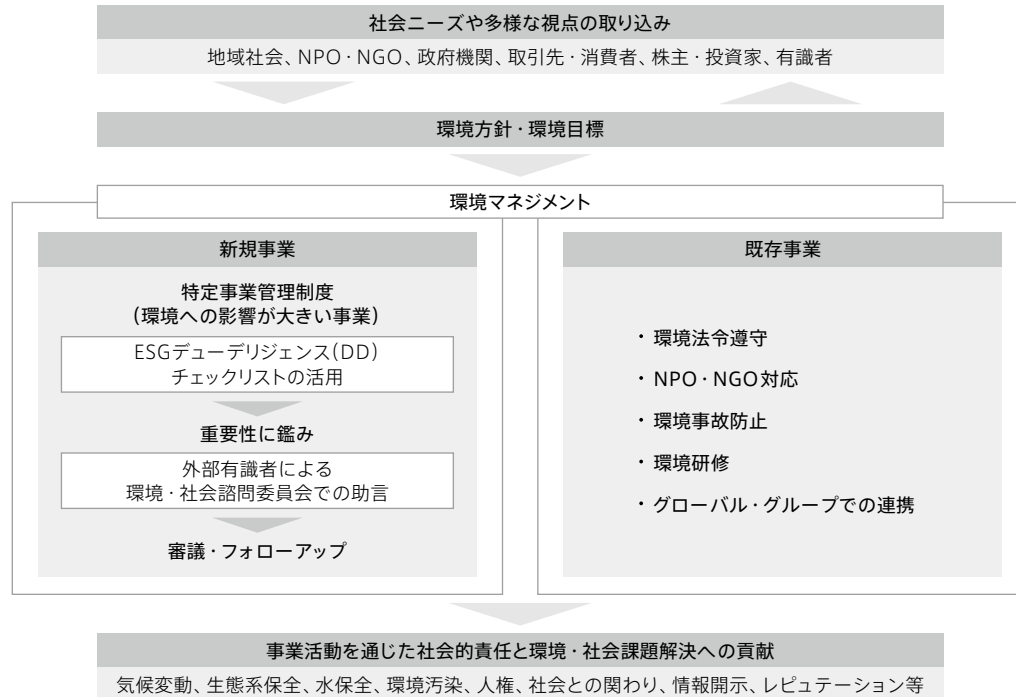 社会ニーズや多様な視点の取り込み
地域社会、NPO・NGO、政府機関、取引先・消費者、株主・投資家、有識者
環境方針・環境目標
環境マネジメント
新規事業
特定事業管理制度
(環境への影響が大きい事業)
ESGデューデリジェンス(DD)
チェックリストの活用
重要性に鑑み
外部有識者による
環境・社会諮問委員会での助言
審議・フォローアップ
既存事業
・環境法令遵守
・NPO・NGO対応
・環境事故防止
・環境研修
・グローバル・グループでの連携
事業活動を通じた社会的責任と環境・社会課題解決への貢献
気候変動、生態系保全、水保全、環境汚染、人権、社会との関わり、情報開示、レピュテーション等